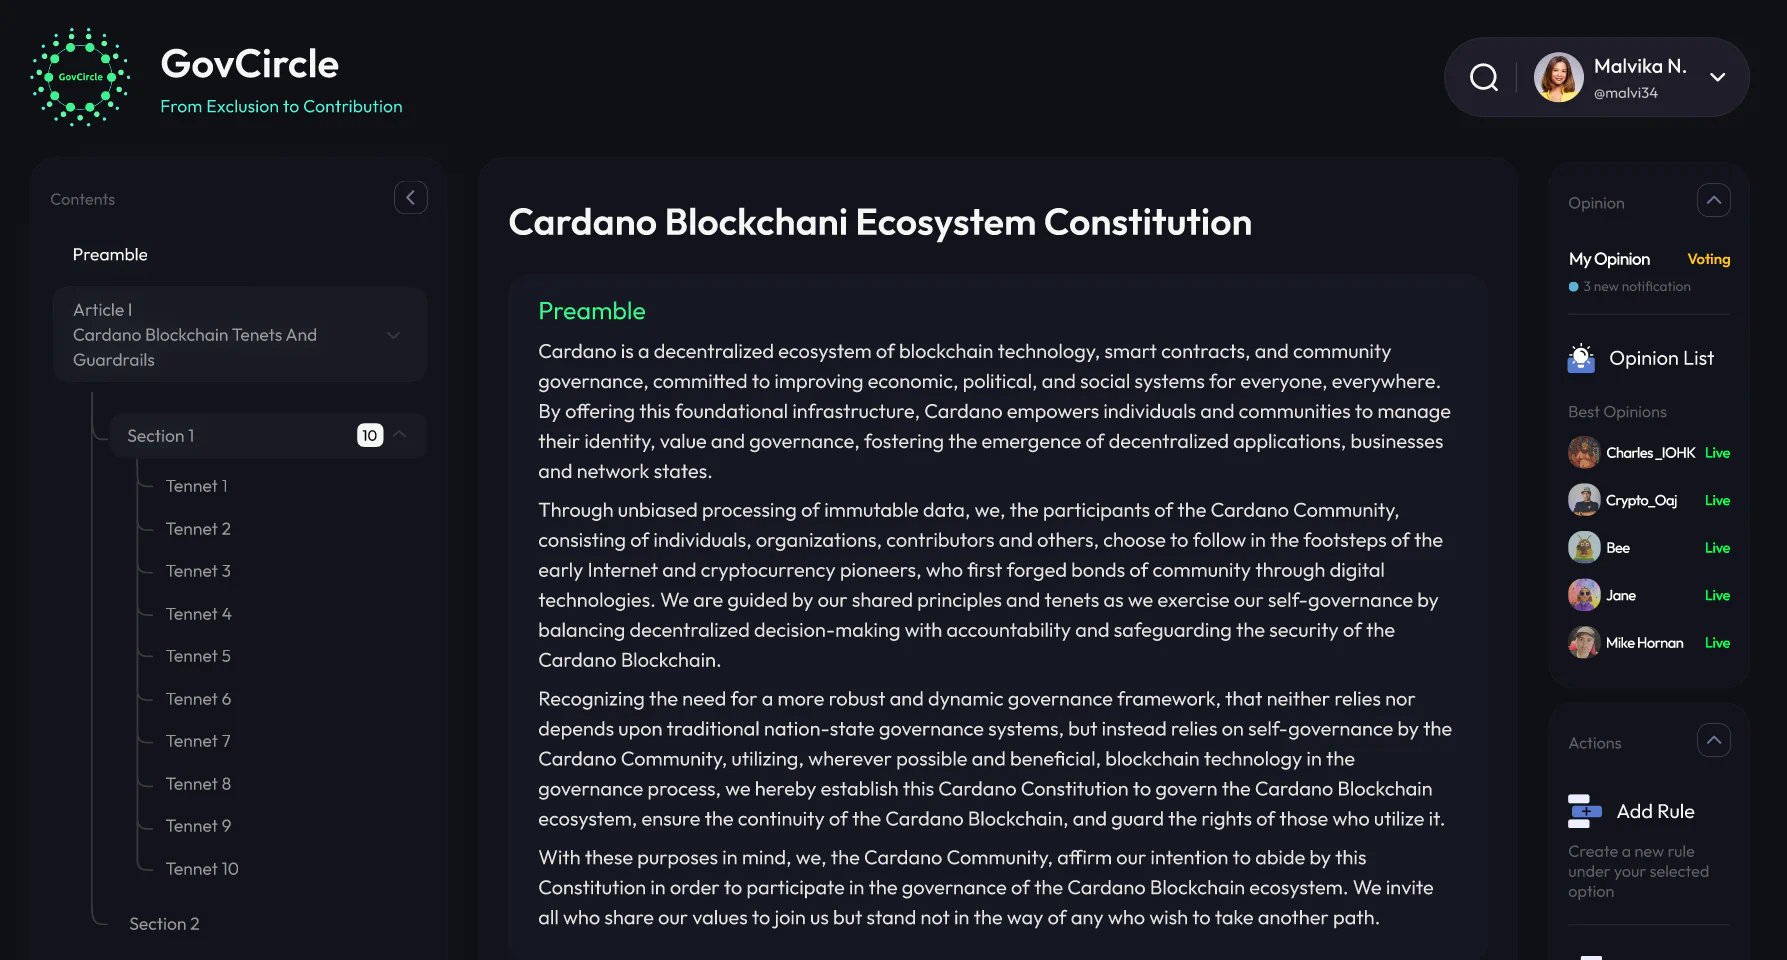 GovCircle
GovCircle
From Exclusion to Contribution
Malvika N.
@malvi34
Contents
Preamble
Article I
Cardano Blockchain Tenets And
Guardrails
Section 1
10
Tennet 1
Tennet 2
Tennet 3
Tennet 4
Tennet 5
Tennet 6
Tennet 7
Tennet 8
Tennet 9
Tennet 10
Section 2
Cardano Blockchani Ecosystem Constitution
Preamble
Cardano is a decentralized ecosystem of blockchain technology, smart contracts, and community
governance, committed to improving economic, political, and social systems for everyone, everywhere.
By offering this foundational infrastructure, Cardano empowers individuals and communities to manage
their identity, value and governance, fostering the emergence of decentralized applications, businesses
and network states.
Through unbiased processing of immutable data, we, the participants of the Cardano Community,
consisting of individuals, organizations, contributors and others, choose to follow in the footsteps of the
early Internet and cryptocurrency pioneers, who first forged bonds of community through digital
technologies. We are guided by our shared principles and tenets as we exercise our self-governance by
balancing decentralized decision-making with accountability and safeguarding the security of the
Cardano Blockchain.
Recognizing the need for a more robust and dynamic governance framework, that neither relies nor
depends upon traditional nation-state governance systems, but instead relies on self-governance by the
Cardano Community, utilizing, wherever possible and beneficial, blockchain technology in the
governance process, we hereby establish this Cardano Constitution to govern the Cardano Blockchain
ecosystem, ensure the continuity of the Cardano Blockchain, and guard the rights of those who utilize it.
With these purposes in mind, we, the Cardano Community, affirm our intention to abide by this
Constitution in order to participate in the governance of the Cardano Blockchain ecosystem. We invite
all who share our values to join us but stand not in the way of any who wish to take another path.
Opinion
My Opinion Voting
3 new notification
Opinion List
Best Opinions
Charles_IOHK Live
Crypto_Oaj Live
Bee Live
Jane Live
Mike Hornan Live
Actions
Add Rule
Create a new rule
under your selected
option